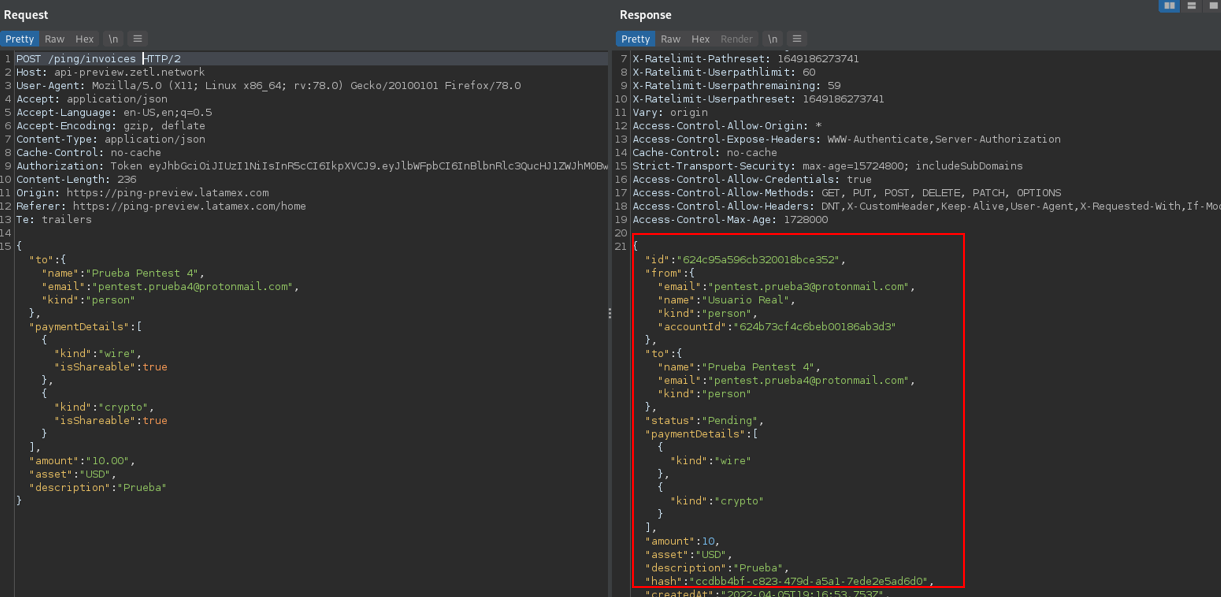 Request
Pretty Raw Hex \n
1 POST /ping/invoices HTTP/2
2 Host: api-preview.zetl.network
3 User-Agent: Mozilla/5.0 (X11; Linux x86_64; rv:78.0) Gecko/20100101 Firefox/78.0
4 Accept: application/json
5 Accept-Language: en-US,en;q=0.5
6 Accept-Encoding: gzip, deflate
7 Content-Type: application/json
8 Cache-Control: no-cache
9 Authorization: Token
10 Content-Length: 236
11 Origin: https://ping-preview.latamex.com
12 Referer: https://ping-preview.latamex.com/home
13 Te: trailers
14
15 {
"to":{
"name":"Prueba Pentest 4",
"email":"pentest.prueba4@protonmail.com",
"kind":"person"
},
"paymentDetails":[
{
"kind":"wire",
"isShareable":true
},
{
"kind":"crypto",
"isShareable":true
}
],
"amount":"10.00",
"asset":"USD",
"description":"Prueba"
}
Response
Pretty Raw Hex Render \n
7 X-Ratelimit-Pathreset: 1649186273741
8 X-Ratelimit-Userpathlimit: 60
9 X-Ratelimit-Userpathremaining: 59
10 X-Ratelimit-Userpathreset: 1649186273741
11 Vary: origin
12 Access-Control-Allow-Origin: *
13 Access-Control-Expose-Headers: WWW-Authenticate,Server-Authorization
14 Cache-Control: no-cache
15 Strict-Transport-Security: max-age=15724800; includeSubDomains
16 Access-Control-Allow-Credentials: true
17 Access-Control-Allow-Methods: GET, PUT, POST, DELETE, PATCH, OPTIONS
18 Access-Control-Allow-Headers: DNT,X-CustomHeader,Keep-Alive,User-Agent,X-Requested-With,If-Mo
19 Access-Control-Max-Age: 1728000
20
21 {
"id":"624c95a596cb320018bce352",
"from":{
"email":"pentest.prueba3@protonmail.com",
"name":"Usuario Real",
"kind":"person",
"accountId":"624b73cf4c6beb00186ab3d3"
},
"to":{
"name":"Prueba Pentest 4",
"email":"pentest.prueba4@protonmail.com",
"kind":"person"
},
"status":"Pending",
"paymentDetails":[
{
"kind":"wire"
},
{
"kind":"crypto"
}
],
"amount":10,
"asset":"USD",
"description":"Prueba",
"hash":"ccdbb4bf-c823-479d-a5a1-7ede2e5ad6d0",
"createdAt":"2022-04-05T19:16:53.753Z",